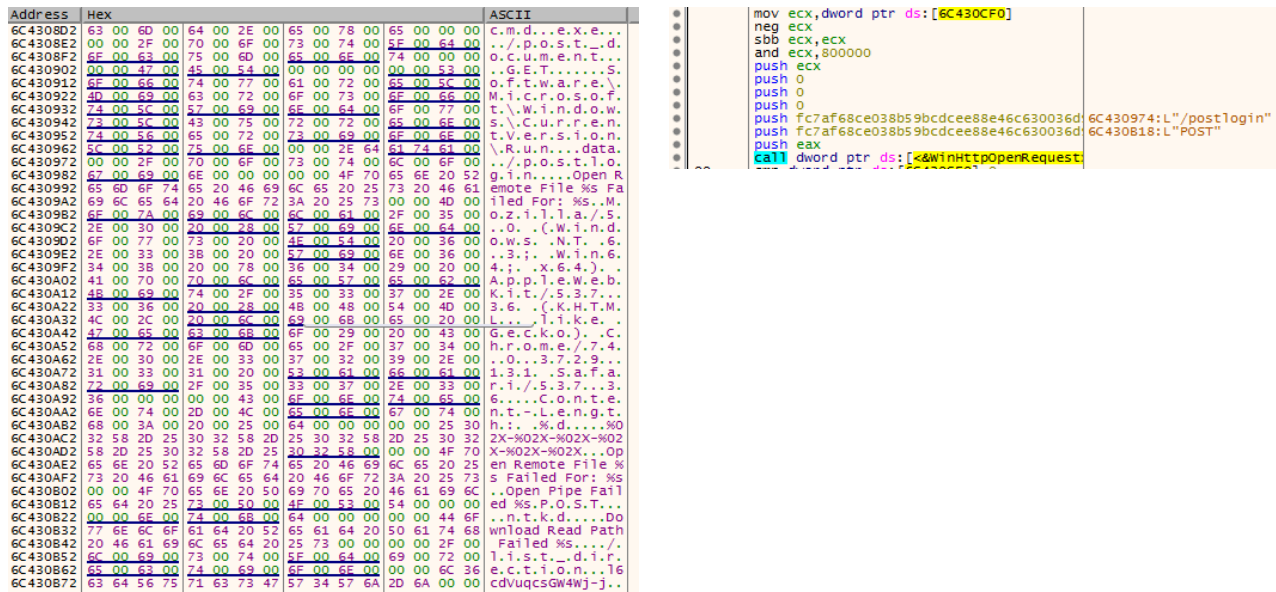 Address Hex ASCII
6C4308D2 63 00 6D 00 64 00 2E 00 65 00 78 00 65 00 00 00 c.m.d...e.x.e...
6C4308E2 00 00 2F 00 70 00 6F 00 73 00 74 00 5F 00 64 00 ../.p.o.s.t._.d.
6C4308F2 6F 00 63 00 75 00 6D 00 65 00 6E 00 74 00 00 00 o.c.u.m.e.n.t...
6C430902 00 00 47 00 45 00 54 00 00 00 00 00 00 00 53 00 ..G.E.T.......S.
6C430912 6F 00 66 00 74 00 77 00 61 00 72 00 65 00 5C 00 o.f.t.w.a.r.e.\.
6C430922 4D 00 69 00 63 00 72 00 6F 00 73 00 6F 00 66 00 M.i.c.r.o.s.o.f.
6C430932 74 00 5C 00 57 00 69 00 6E 00 64 00 6F 00 77 00 t.\.W.i.n.d.o.w.
6C430942 73 00 5C 00 43 00 75 00 72 00 72 00 65 00 6E 00 s.\.C.u.r.r.e.n.
6C430952 74 00 56 00 65 00 72 00 73 00 69 00 6F 00 6E 00 t.V.e.r.s.i.o.n.
6C430962 5C 00 52 00 75 00 6E 00 00 00 2E 64 61 74 61 00 \.R.u.n....data.
6C430972 00 00 2F 00 70 00 6F 00 73 00 74 00 6C 00 6F 00 ../.p.o.s.t.l.o.
6C430982 67 00 69 00 6E 00 00 00 00 00 4F 70 65 6E 20 52 g.i.n.....Open R
6C430992 65 6D 6F 74 65 20 46 69 6C 65 20 25 73 20 46 61 emote File %s Fa
6C4309A2 69 6C 65 64 20 46 6F 72 3A 20 25 73 00 00 4D 00 iled For: %s..M.
6C4309B2 6F 00 7A 00 69 00 6C 00 6C 00 61 00 2F 00 35 00 o.z.i.l.l.a./.5.
6C4309C2 2E 00 30 00 20 00 28 00 57 00 69 00 6E 00 64 00 ..0. .(.W.i.n.d.
6C4309D2 6F 00 77 00 73 00 20 00 4E 00 54 00 20 00 36 00 o.w.s. .N.T. .6.
6C4309E2 2E 00 33 00 3B 00 20 00 57 00 69 00 6E 00 36 00 ..3.;. .W.i.n.6.
6C4309F2 34 00 3B 00 20 00 78 00 36 00 34 00 29 00 20 00 4.;. .x.6.4.). .
6C430A02 41 00 70 00 70 00 6C 00 65 00 57 00 65 00 62 00 A.p.p.l.e.W.e.b.
6C430A12 4B 00 69 00 74 00 2F 00 35 00 33 00 37 00 2E 00 K.i.t./.5.3.7...
6C430A22 33 00 36 00 20 00 28 00 4B 00 48 00 54 00 4D 00 3.6. .(.K.H.T.M.
6C430A32 4C 00 2C 00 20 00 6C 00 69 00 6B 00 65 00 20 00 L.,. .l.i.k.e. .
6C430A42 47 00 65 00 63 00 6B 00 6F 00 29 00 20 00 43 00 G.e.c.k.o.). .C.
6C430A52 68 00 72 00 6F 00 6D 00 65 00 2F 00 37 00 34 00 h.r.o.m.e./.7.4.
6C430A62 2E 00 30 00 2E 00 33 00 37 00 32 00 39 00 2E 00 ..0...3.7.2.9...
6C430A72 31 00 33 00 31 00 20 00 53 00 61 00 66 00 61 00 1.3.1. .S.a.f.a.
6C430A82 72 00 69 00 2F 00 35 00 33 00 37 00 2E 00 33 00 r.i./.5.3.7...3.
6C430A92 36 00 00 00 00 00 43 00 6F 00 6E 00 74 00 65 00 6.....C.o.n.t.e.
6C430AA2 6E 00 74 00 2D 00 4C 00 65 00 6E 00 67 00 74 00 n.t.-.L.e.n.g.t.
6C430AB2 68 00 3A 00 20 00 25 00 64 00 00 00 00 00 25 30 h.:. .%.d.....%0
6C430AC2 32 58 2D 25 30 32 58 2D 25 30 32 58 2D 25 30 32 2X-%02X-%02X-%02
6C430AD2 58 2D 25 30 32 58 2D 25 30 32 58 00 00 00 4F 70 X-%02X-%02X...Op
6C430AE2 65 6E 20 52 65 6D 6F 74 65 20 46 69 6C 65 20 25 en Remote File %
6C430AF2 73 20 46 61 69 6C 65 64 20 46 6F 72 3A 20 25 73 s Failed For: %s
6C430B02 00 00 4F 70 65 6E 20 50 69 70 65 20 46 61 69 6C ..Open Pipe Fail
6C430B12 65 64 20 25 73 00 50 00 4F 00 53 00 54 00 00 00 ed %s.P.O.S.T...
6C430B22 00 00 6E 00 74 00 6B 00 64 00 00 00 00 00 44 6F ..n.t.k.d.....Do
6C430B32 77 6E 6C 6F 61 64 20 52 65 61 64 20 50 61 74 68 wnload Read Path
6C430B42 20 46 61 69 6C 65 64 20 25 73 00 00 00 00 2F 00 Failed %s..../.
6C430B52 6C 00 69 00 73 00 74 00 5F 00 64 00 69 00 72 00 l.i.s.t._.d.i.r.
6C430B62 65 00 63 00 74 00 69 00 6F 00 6E 00 00 00 6C 36 e.c.t.i.o.n...l6
6C430B72 63 64 56 75 71 63 73 47 57 34 57 6A 2D 6A 00 00 cdVuqcsGW4Wj-j..
mov ecx,dword ptr ds:[6C430CF0]
neg ecx
sbb ecx,ecx
and ecx,800000
push ecx
push 0
push 0
push 0
push fc7af68ce038b59bcdcee88e46c630036d 6C430974:L"/postlogin"
push fc7af68ce038b59bcdcee88e46c630036d 6C430B18:L"POST"
push eax
call dword ptr ds:[<&WinHttpOpenRequest>